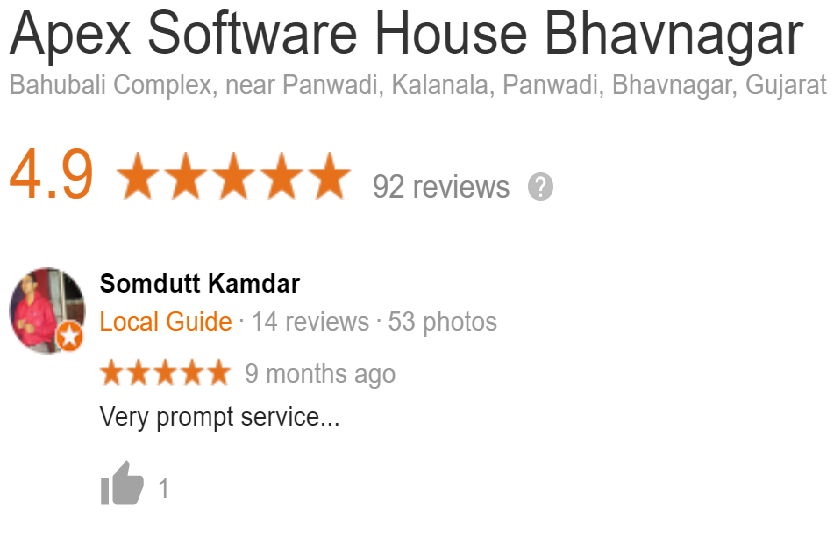 Apex Software House Bhavnagar
Bahubali Complex, near Panwadi, Kalanala, Panwadi, Bhavnagar, Gujarat
4.9 92 reviews ?
Somdutt Kamdar
Local Guide · 14 reviews · 53 photos
9 months ago
Very prompt service...
1